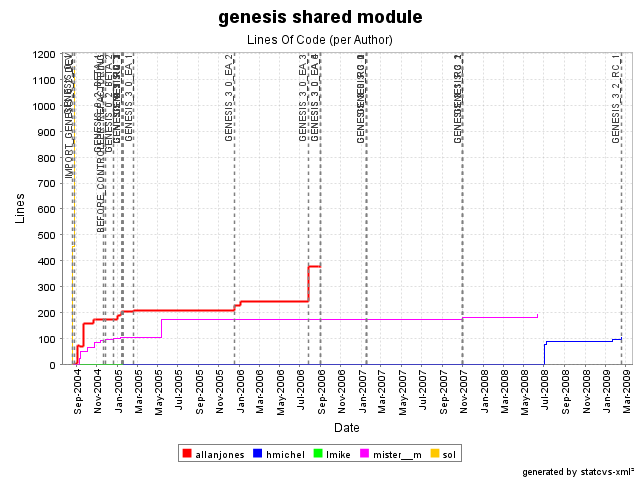 genesis shared module
Lines Of Code (per Author)
Lines
1200
1100
1000
900
800
700
600
500
400
300
200
100
0
GENESIS_3_0_EA_1
GENESIS_3_0_EA_2
GENESIS_3_0_EA_3
GENESIS_3_2_RC_1
Sep-2004
Nov-2004
Jan-2005
Mar-2005
May-2005
Jul-2005
Sep-2005
Nov-2005
Jan-2006
Mar-2006
May-2006
Jul-2006
Sep-2006
Nov-2006
Jan-2007
Mar-2007
May-2007
Jul-2007
Sep-2007
Nov-2007
Jan-2008
Mar-2008
May-2008
Jul-2008
Sep-2008
Nov-2008
Jan-2009
Mar-2009
Date
allanjones hmichel lmike mister__m sol
generated by statcvs-xml²